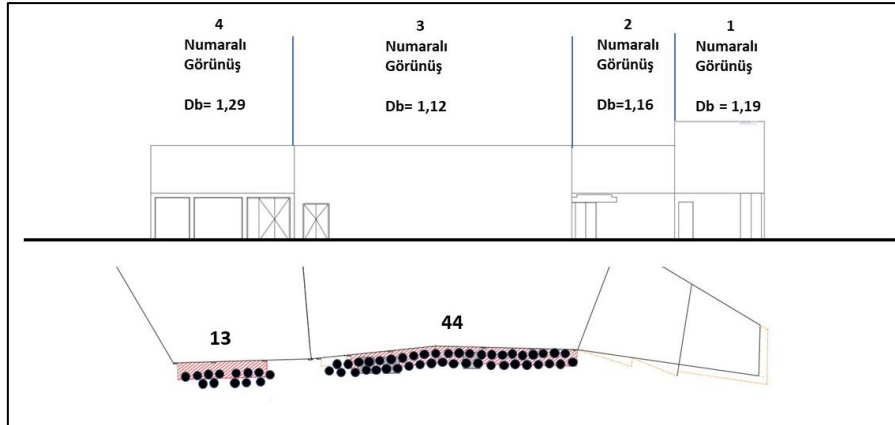 4
Numaralı
Görünüş
Db= 1,29
3
Numaralı
Görünüş
Db= 1,12
2
Numaralı
Görünüş
Db=1,16
1
Numaralı
Görünüş
Db = 1,19
13
44